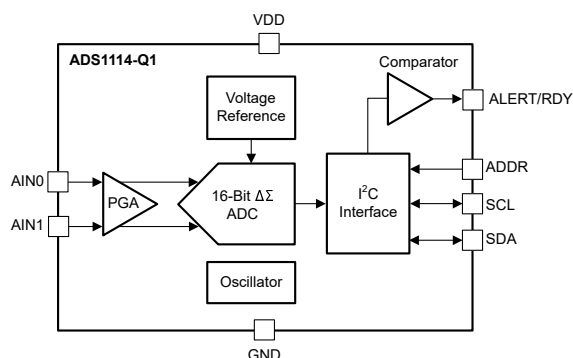 VDD
ADS1114-Q1
Comparator
Voltage
Reference
ALERT/RDY
AIN0
PGA
16-Bit ΔΣ
ADC
I²C
Interface
ADDR
AIN1
SCL
SDA
Oscillator
GND